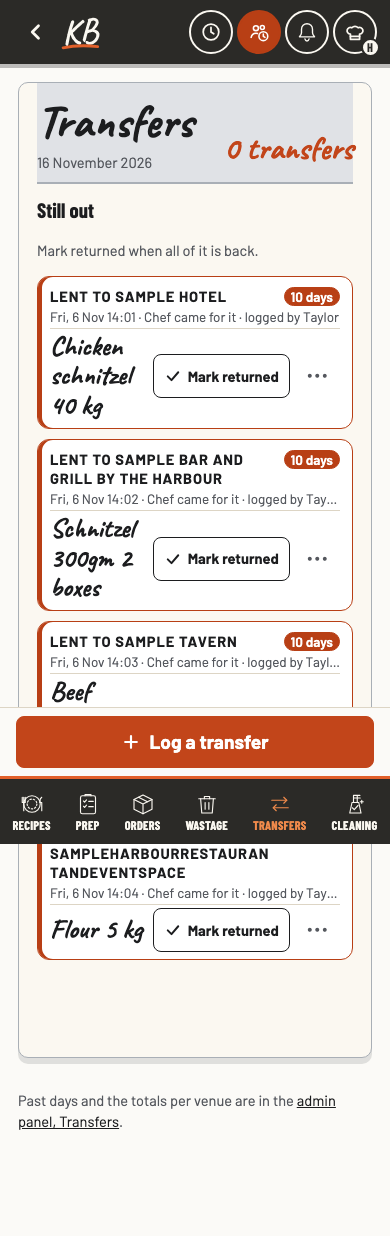 KB
H
Transfers
16 November 2026
0 transfers
Still out
Mark returned when all of it is back.
LENT TO SAMPLE HOTEL
10 days
Fri, 6 Nov 14:01 · Chef came for it · logged by Taylor
Chicken
schnitzel
40 kg
Mark returned
LENT TO SAMPLE BAR AND
GRILL BY THE HARBOUR
10 days
Fri, 6 Nov 14:02 · Chef came for it · logged by Tay...
Schnitzel
300gm 2
boxes
Mark returned
LENT TO SAMPLE TAVERN
10 days
Fri, 6 Nov 14:03 · Chef came for it · logged by Tayl...
Beef
+ Log a transfer
RECIPES
PREP
ORDERS
WASTAGE
TRANSFERS
CLEANING
SAMPLEHARBOURRESTAURAN
TANDEVENTSPACE
Fri, 6 Nov 14:04 · Chef came for it · logged by Tay...
Flour 5 kg
Mark returned
Past days and the totals per venue are in the admin
panel, Transfers.